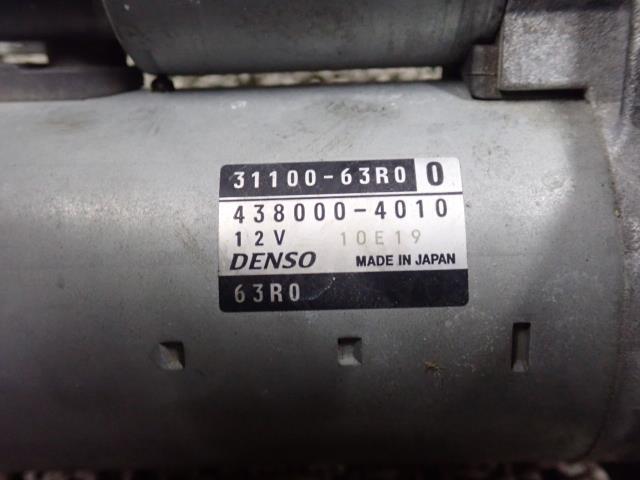 31100-63R0 0
438000-4010
12V 10E19
DENSO MADE IN JAPAN
63R0